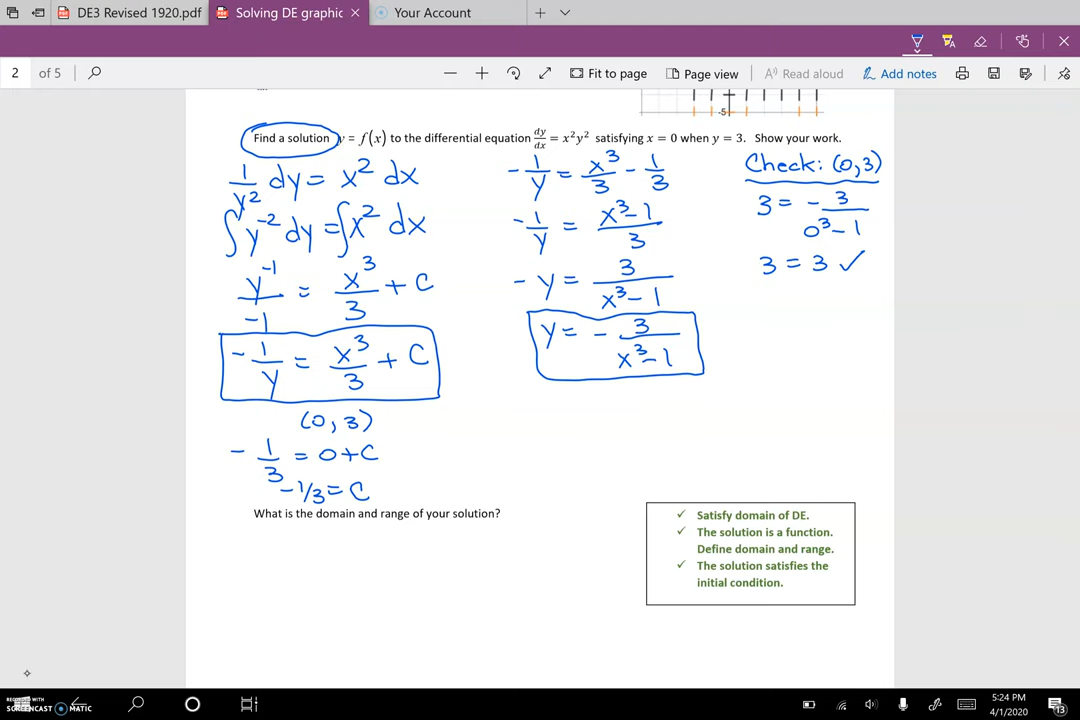 DE3 Revised 1920.pdf
Solving DE graphic
Your Account
2 of 5
Fit to page
Page view
Read aloud
Add notes
-5
Find a solution y = f(x) to the differential equation dy/dx = x²y² satisfying x = 0 when y = 3. Show your work.
1/y² dy = x² dx
∫ y⁻² dy = ∫ x² dx
y⁻¹/-1 = x³/3 + C
- 1/y = x³/3 + C
(0, 3)
- 1/3 = 0 + C
- 1/3 = C
- 1/y = x³/3 - 1/3
- 1/y = x³-1/3
- y = 3/x³-1
y = - 3/x³-1
Check: (0, 3)
3 = - 3/0³-1
3 = 3 ✓
What is the domain and range of your solution?
✓ Satisfy domain of DE.
✓ The solution is a function.
Define domain and range.
✓ The solution satisfies the
initial condition.
RECORDED WITH
SCREENCAST O MATIC
5:24 PM
4/1/2020
13